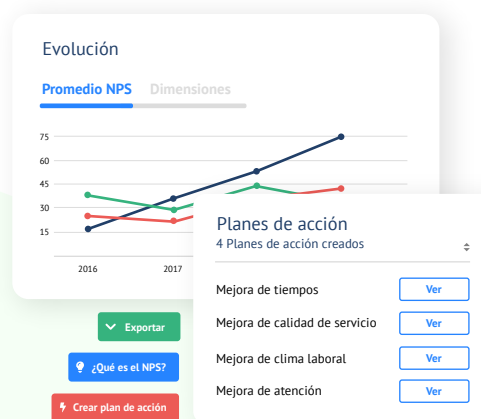 Evolución
Promedio NPS Dimensiones
75
60
45
30
15
2016 2017
Planes de acción
4 Planes de acción creados
Mejora de tiempos Ver
Mejora de calidad de servicio Ver
Mejora de clima laboral Ver
Mejora de atención Ver
Exportar
¿Qué es el NPS?
Crear plan de acción